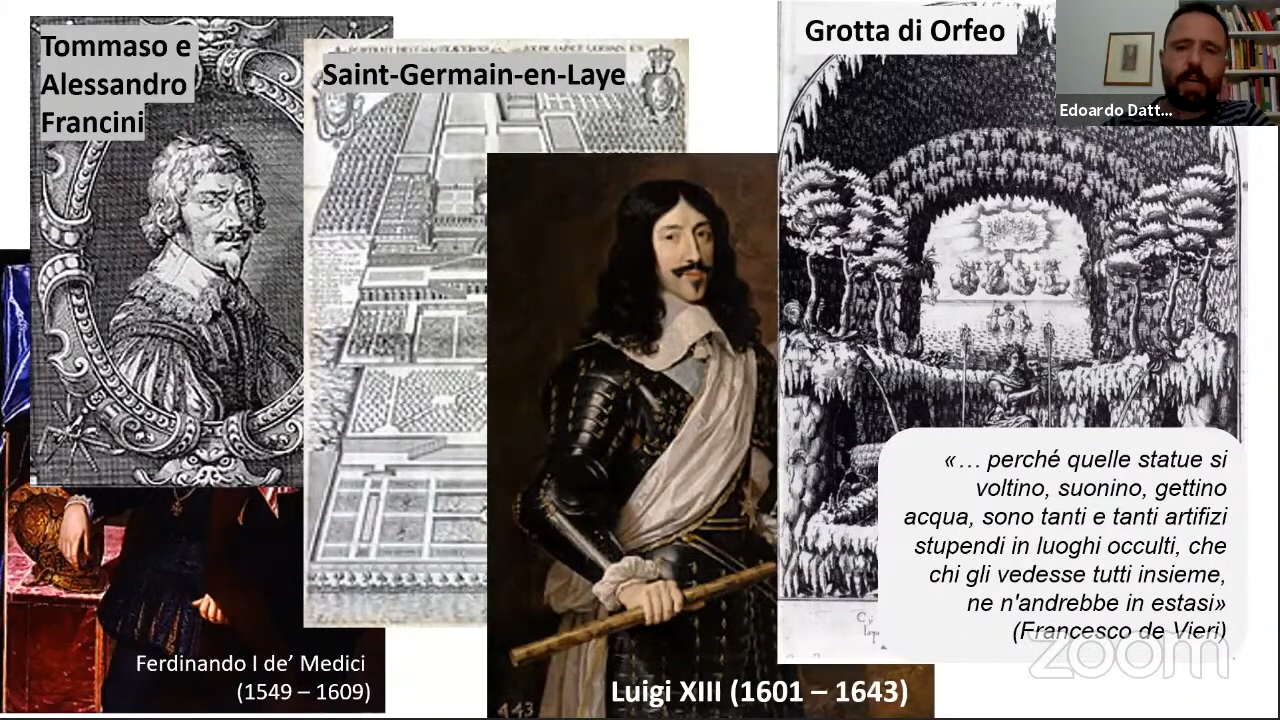 Tommaso e
Alessandro
Francini
Saint-Germain-en-Laye
Grotta di Orfeo
Edoardo Datt...
«… perché quelle statue si
voltino, suonino, gettino
acqua, sono tanti e tanti artifizi
stupendi in luoghi occulti, che
chi gli vedesse tutti insieme,
ne n'andrebbe in estasi»
(Francesco de Vieri)
zoom
Ferdinando I de’ Medici
(1549 – 1609)
Luigi XIII (1601 – 1643)
443